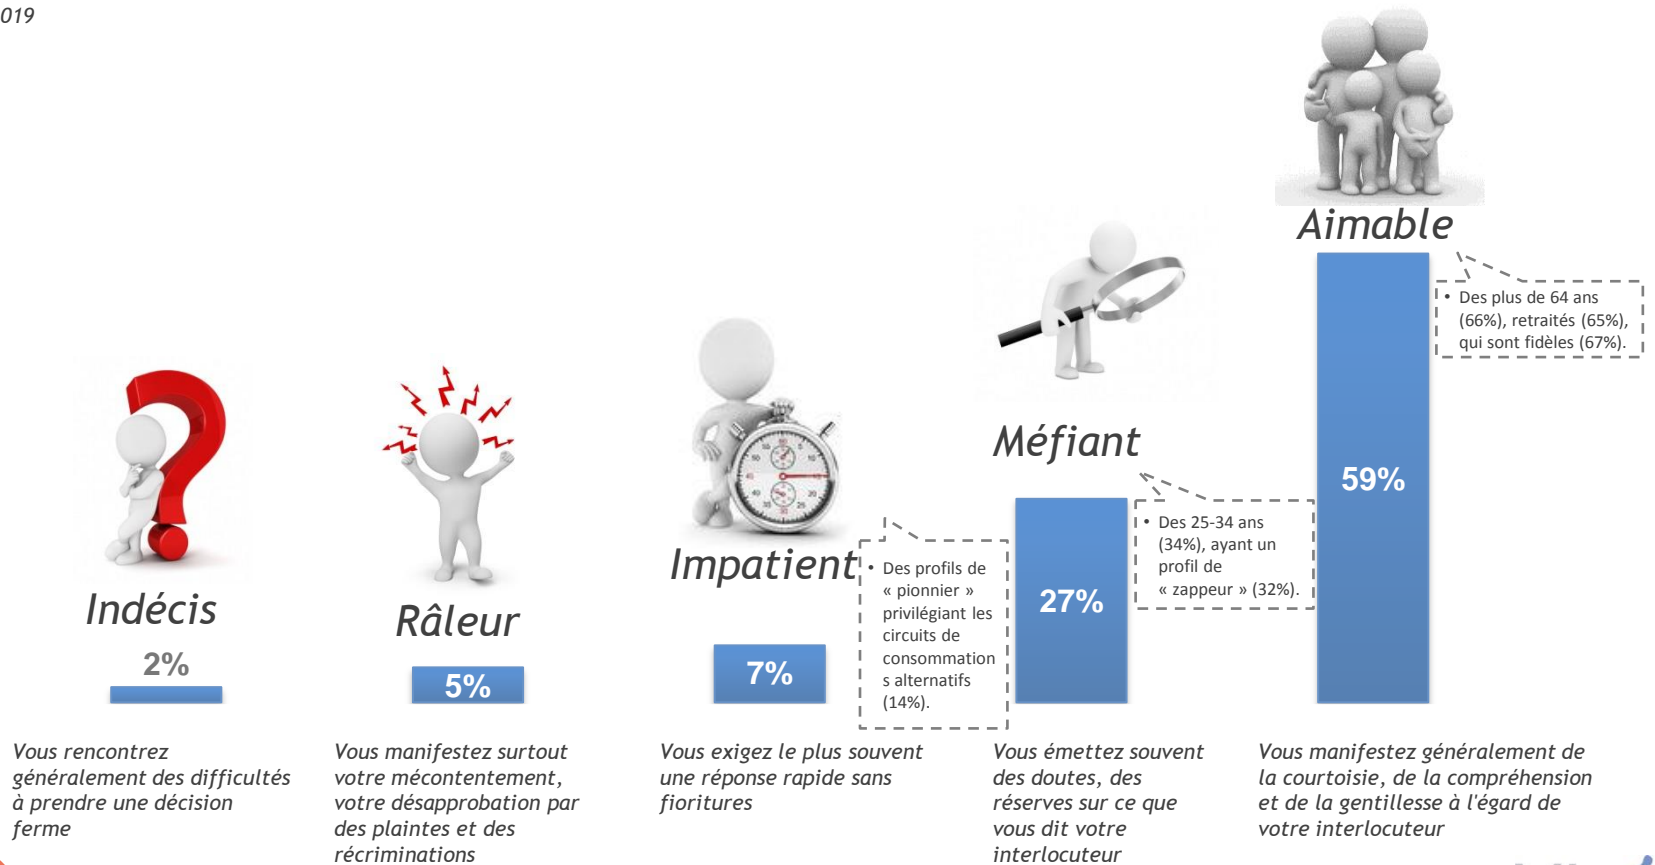 019
Aimable
• Des plus de 64 ans
(66%), retraités (65%),
qui sont fidèles (67%).
59%
Méfiant
• Des 25-34 ans
(34%), ayant un
profil de
« zappeur » (32%).
27%
Impatient
• Des profils de
« pionnier »
privilégiant les
circuits de
consommation
s alternatifs
(14%).
7%
Râleur
5%
Indécis
2%
Vous rencontrez
généralement des difficultés
à prendre une décision
ferme
Vous manifestez surtout
votre mécontentement,
votre désapprobation par
des plaintes et des
récriminations
Vous exigez le plus souvent
une réponse rapide sans
fioritures
Vous émettez souvent
des doutes, des
réserves sur ce que
vous dit votre
interlocuteur
Vous manifestez généralement de
la courtoisie, de la compréhension
et de la gentillesse à l'égard de
votre interlocuteur